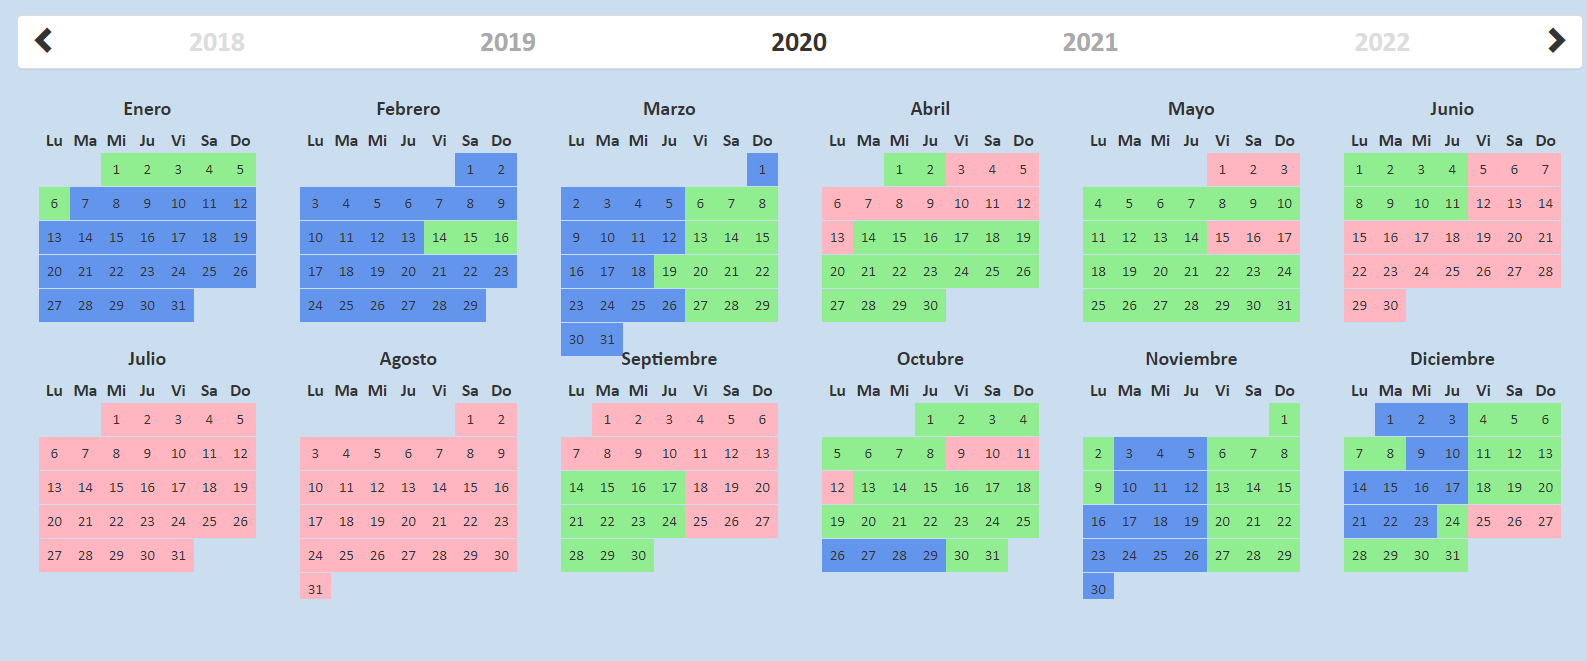 2018 2019 2020 2021 2022
Enero
Lu Ma Mi Ju Vi Sa Do
1 2 3 4 5
6 7 8 9 10 11 12
13 14 15 16 17 18 19
20 21 22 23 24 25 26
27 28 29 30 31
Febrero
Lu Ma Mi Ju Vi Sa Do
1 2
3 4 5 6 7 8 9
10 11 12 13 14 15 16
17 18 19 20 21 22 23
24 25 26 27 28 29
Marzo
Lu Ma Mi Ju Vi Sa Do
1
2 3 4 5 6 7 8
9 10 11 12 13 14 15
16 17 18 19 20 21 22
23 24 25 26 27 28 29
30 31
Abril
Lu Ma Mi Ju Vi Sa Do
1 2 3 4 5
6 7 8 9 10 11 12
13 14 15 16 17 18 19
20 21 22 23 24 25 26
27 28 29 30
Mayo
Lu Ma Mi Ju Vi Sa Do
1 2 3
4 5 6 7 8 9 10
11 12 13 14 15 16 17
18 19 20 21 22 23 24
25 26 27 28 29 30 31
Junio
Lu Ma Mi Ju Vi Sa Do
1 2 3 4 5 6 7
8 9 10 11 12 13 14
15 16 17 18 19 20 21
22 23 24 25 26 27 28
29 30
Julio
Lu Ma Mi Ju Vi Sa Do
1 2 3 4 5
6 7 8 9 10 11 12
13 14 15 16 17 18 19
20 21 22 23 24 25 26
27 28 29 30 31
Agosto
Lu Ma Mi Ju Vi Sa Do
1 2
3 4 5 6 7 8 9
10 11 12 13 14 15 16
17 18 19 20 21 22 23
24 25 26 27 28 29 30
31
Septiembre
Lu Ma Mi Ju Vi Sa Do
1 2 3 4 5 6
7 8 9 10 11 12 13
14 15 16 17 18 19 20
21 22 23 24 25 26 27
28 29 30
Octubre
Lu Ma Mi Ju Vi Sa Do
1 2 3 4
5 6 7 8 9 10 11
12 13 14 15 16 17 18
19 20 21 22 23 24 25
26 27 28 29 30 31
Noviembre
Lu Ma Mi Ju Vi Sa Do
1
2 3 4 5 6 7 8
9 10 11 12 13 14 15
16 17 18 19 20 21 22
23 24 25 26 27 28 29
30
Diciembre
Lu Ma Mi Ju Vi Sa Do
1 2 3 4 5 6
7 8 9 10 11 12 13
14 15 16 17 18 19 20
21 22 23 24 25 26 27
28 29 30 31